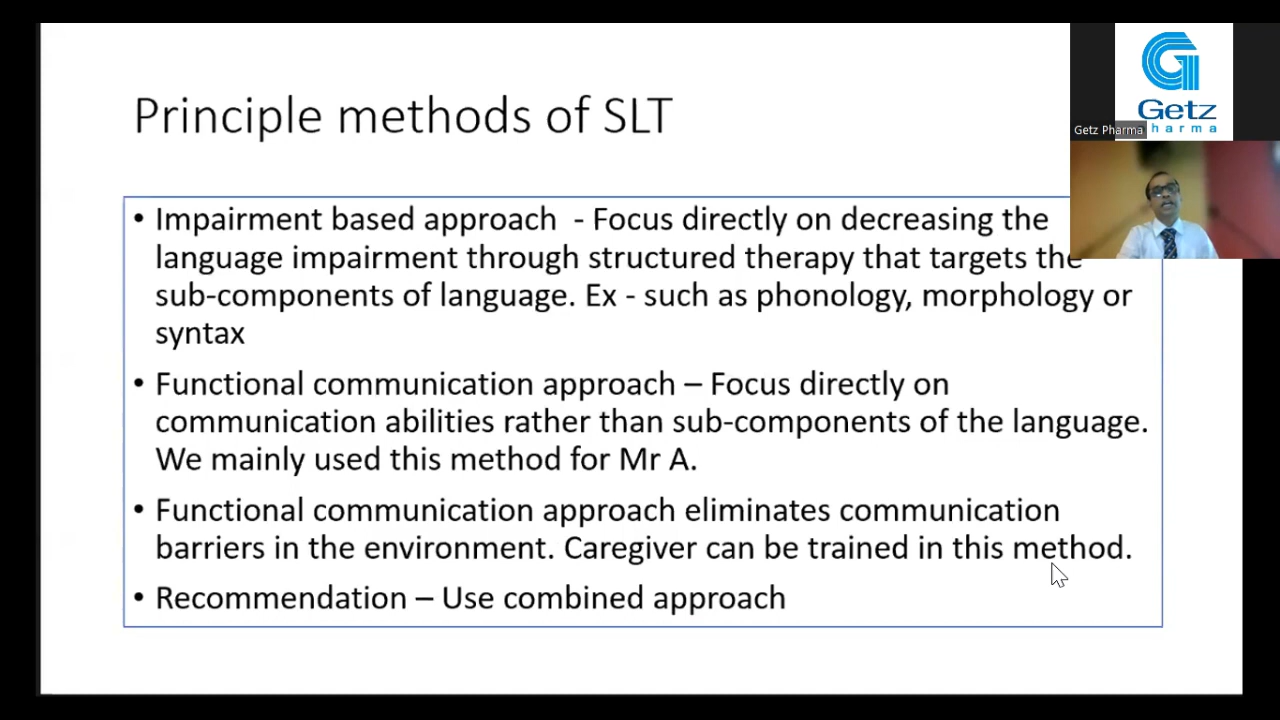 Principle methods of SLT
• Impairment based approach - Focus directly on decreasing the
language impairment through structured therapy that targets the
sub-components of language. Ex - such as phonology, morphology or
syntax
• Functional communication approach – Focus directly on
communication abilities rather than sub-components of the language.
We mainly used this method for Mr A.
• Functional communication approach eliminates communication
barriers in the environment. Caregiver can be trained in this method.
• Recommendation – Use combined approach
Getz
harma
Getz Pharma